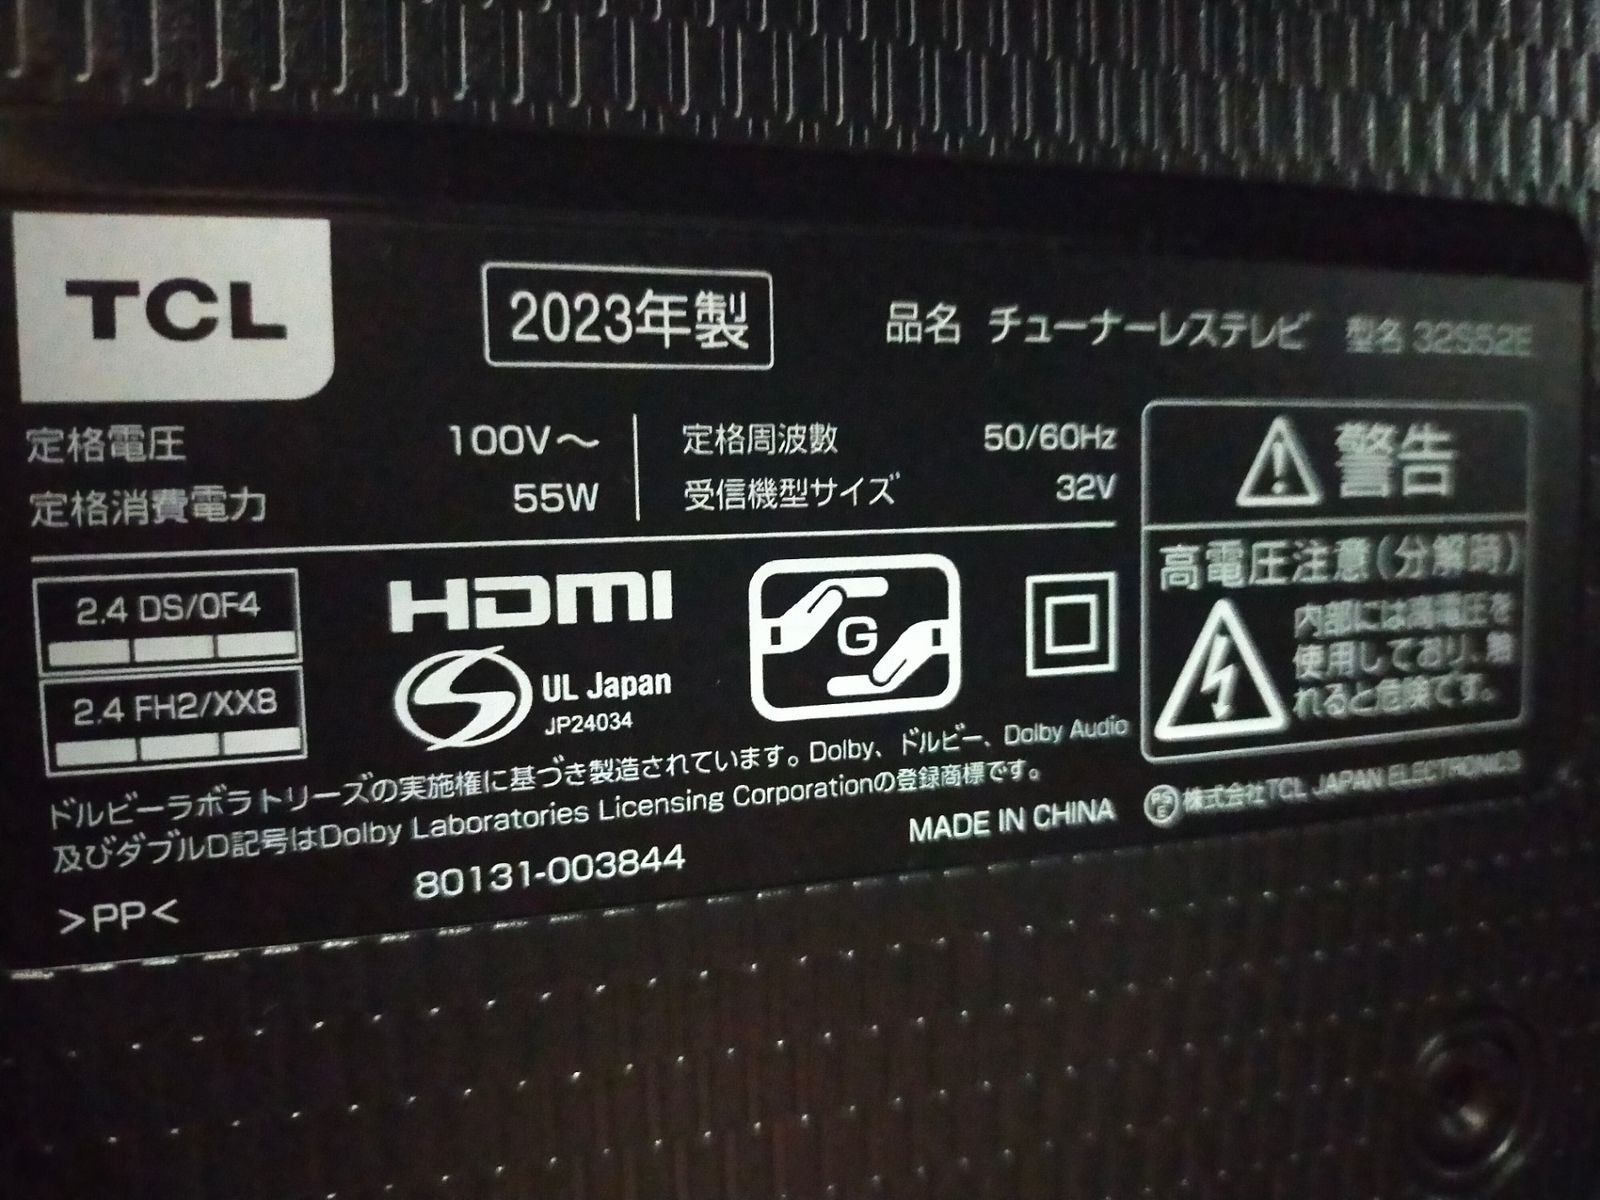 TCL
2023年製
品名 チューナーレステレビ 型名 32S52E
定格電圧 100V～
定格消費電力 55W
定格周波数 50/60Hz
受信機型サイズ 32V
警告
高電圧注意(分解時)
内部には高電圧を
使用しており、触
れると危険です。
2.4 DS/OF4
2.4 FH2/XX8
HDMI
S
UL Japan
JP24034
G
ドルビーラボラトリーズの実施権に基づき製造されています。Dolby、ドルビー、Dolby Audio
及びダブルD記号はDolby Laboratories Licensing Corporationの登録商標です。
PSE 株式会社TCL JAPAN ELECTRONICS
MADE IN CHINA
80131-003844
>PP<